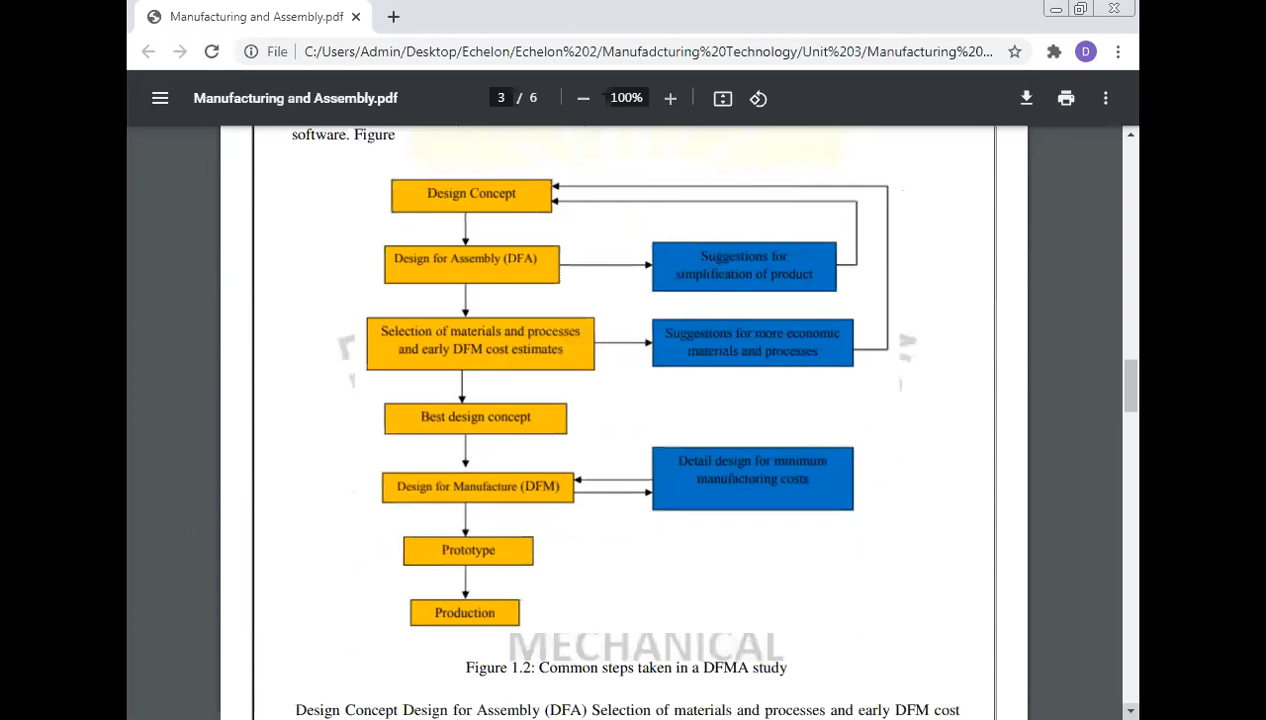 Manufacturing and Assembly.pdf
File
C:/Users/Admin/Desktop/Echelon/Echelon%202/Manufadcturing%20Technology/Unit%203/Manufacturing%20...
D
Manufacturing and Assembly.pdf
3 / 6
100%
software. Figure
Design Concept
Design for Assembly (DFA)
Suggestions for
simplification of product
Selection of materials and processes
and early DFM cost estimates
Suggestions for more economic
materials and processes
Best design concept
Detail design for minimum
manufactoring costs
Design for Manufacture (DFM)
Prototype
Production
MECHANICAL
Figure 1.2: Common steps taken in a DFMA study
Design Concept Design for Assembly (DFA) Selection of materials and processes and early DFM cost